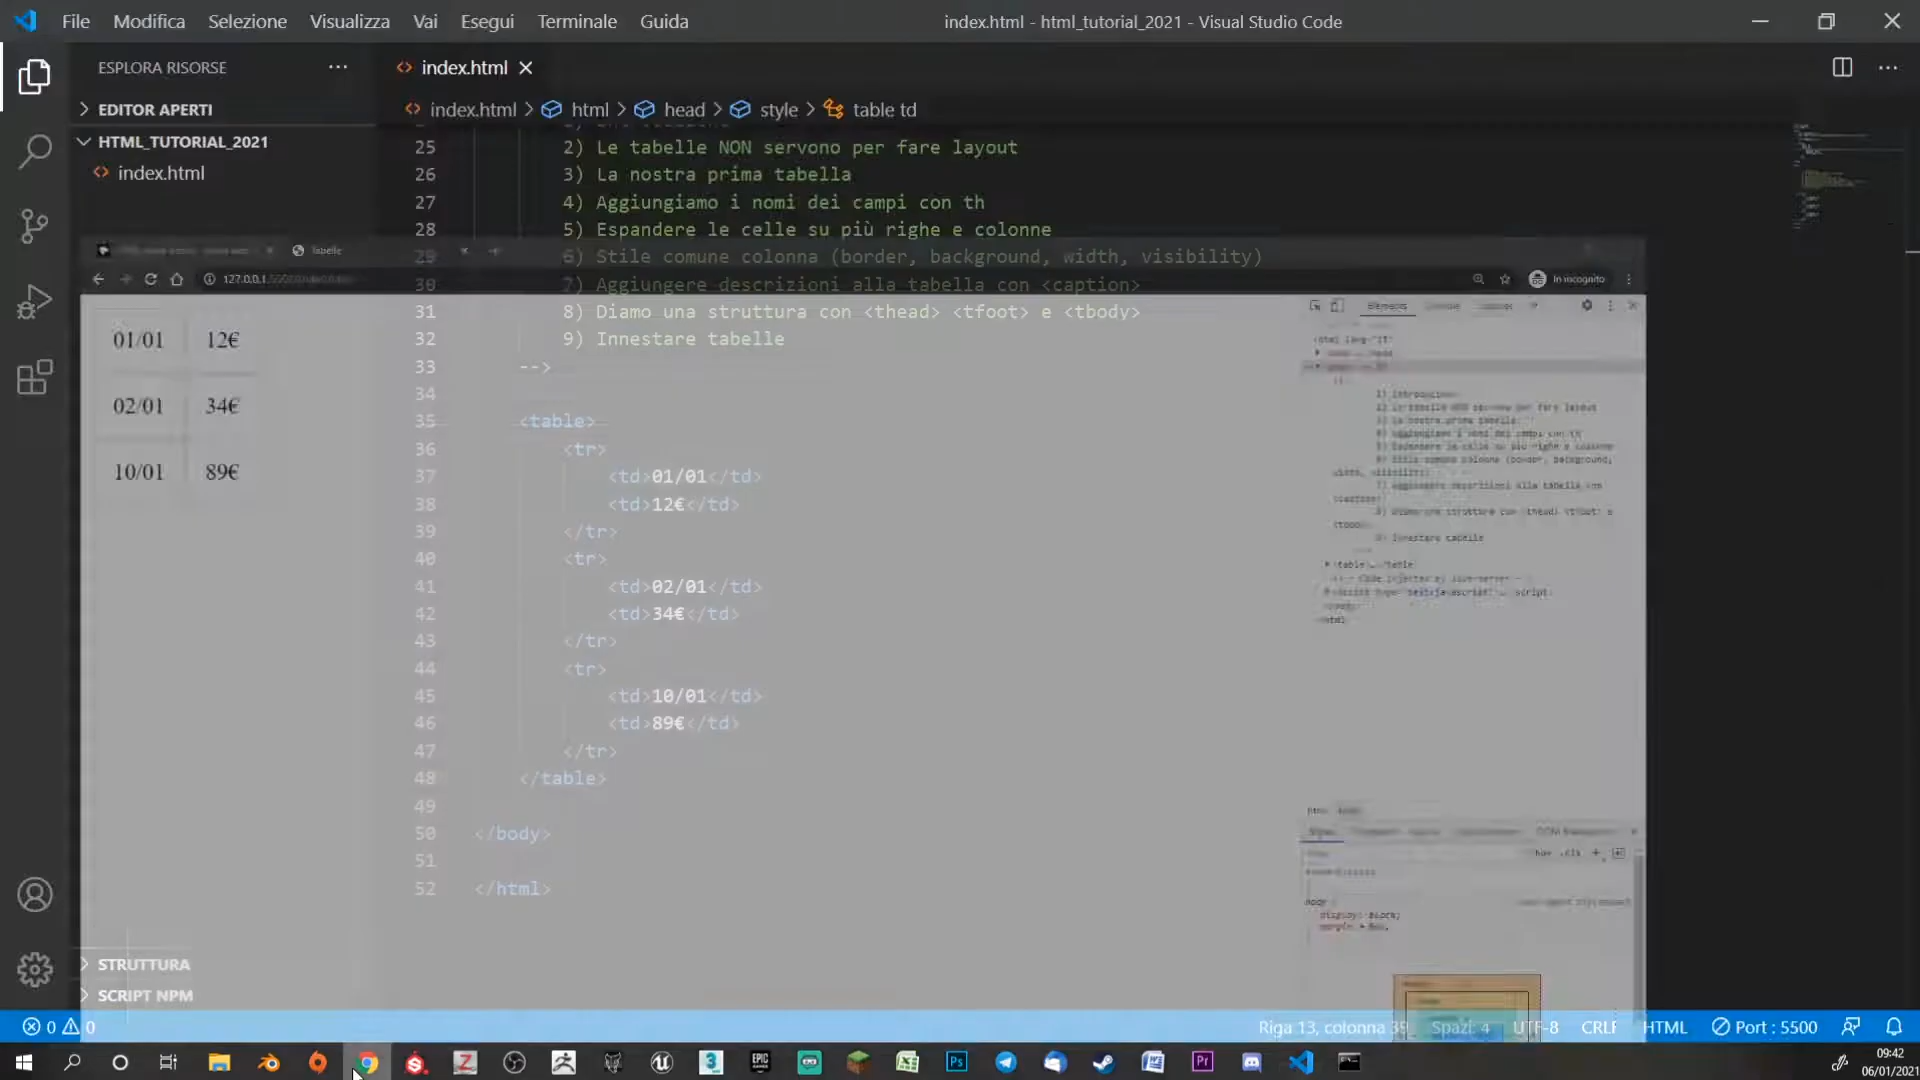 File Modifica Selezione Visualizza Vai Esegui Terminale Guida
index.html - html_tutorial_2021 - Visual Studio Code
ESPLORA RISORSE
index.html
EDITOR APERTI
index.html > html > head > style > table td
HTML_TUTORIAL_2021
index.html
25 2) Le tabelle NON servono per fare layout
26 3) La nostra prima tabella
27 4) Aggiungiamo i nomi dei campi con th
28 5) Espandere le celle su più righe e colonne
29 6) Stile comune colonna (border, background, width, visibility)
30 7) Aggiungere descrizioni alla tabella con <caption>
31 8) Diamo una struttura con <thead> <tfoot> e <tbody>
32 9) Innestare tabelle
33 -->
34
35 <table>
36 <tr>
37 <td>01/01</td>
38 <td>12€</td>
39 </tr>
40 <tr>
41 <td>02/01</td>
42 <td>34€</td>
43 </tr>
44 <tr>
45 <td>10/01</td>
46 <td>89€</td>
47 </tr>
48 </table>
49
50 </body>
51
52 </html>
Tabelle
127.0.0.1
In incognito
01/01 12€
02/01 34€
10/01 89€
Elements
STRUTTURA
SCRIPT NPM
0 0
Riga 13, colonna 39 Spazi: 4 UTF-8 CRLF HTML Port : 5500
09:42
06/01/2021